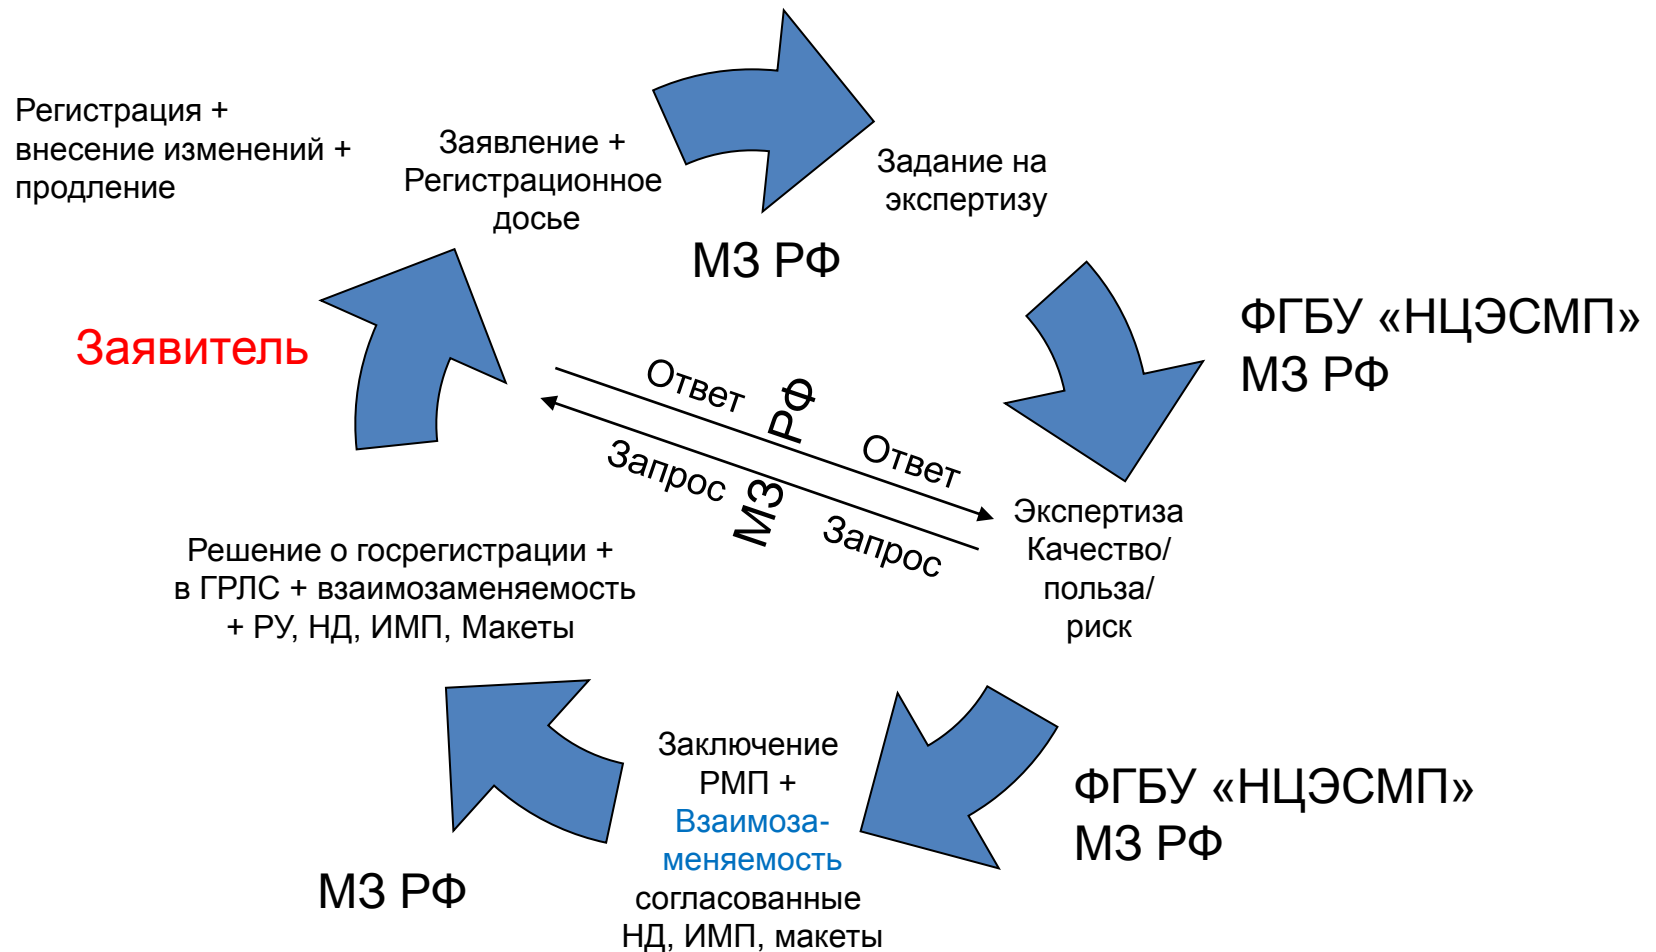 Регистрация +
внесение изменений +
продление
Заявление +
Регистрационное
досье
Задание на
экспертизу
МЗ РФ
ФГБУ «НЦЭСМП»
МЗ РФ
Заявитель
Ответ
Ответ
МЗ РФ
Запрос
Запрос
Экспертиза
Качество/
польза/
риск
Решение о госрегистрации +
в ГРЛС + взаимозаменяемость
+ РУ, НД, ИМП, Макеты
Заключение
РМП +
Взаимоза-
меняемость
согласованные
НД, ИМП, макеты
ФГБУ «НЦЭСМП»
МЗ РФ
МЗ РФ